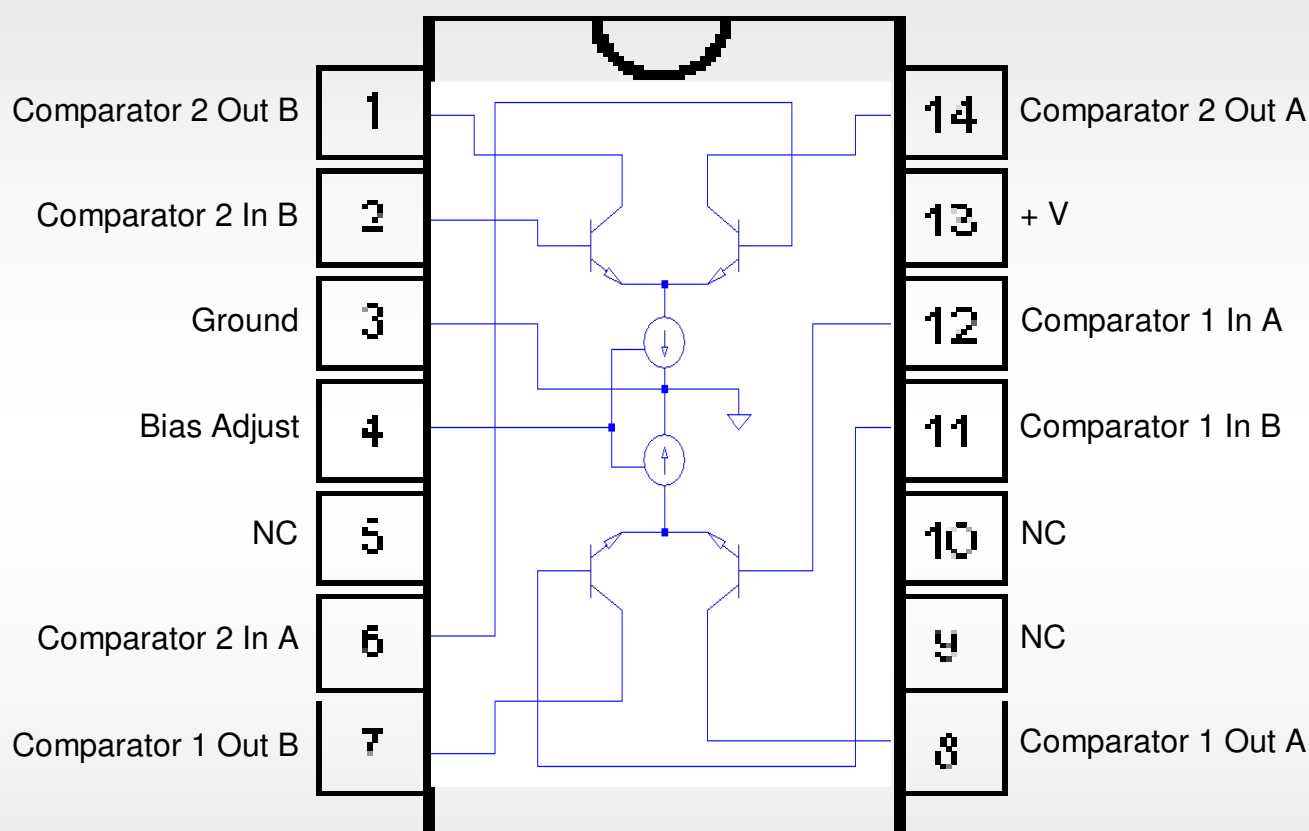 Comparator 2 Out B 1
14 Comparator 2 Out A
Comparator 2 In B 2
13 + V
Ground 3
12 Comparator 1 In A
Bias Adjust 4
11 Comparator 1 In B
NC 5
10 NC
Comparator 2 In A 6
9 NC
Comparator 1 Out B 7
8 Comparator 1 Out A